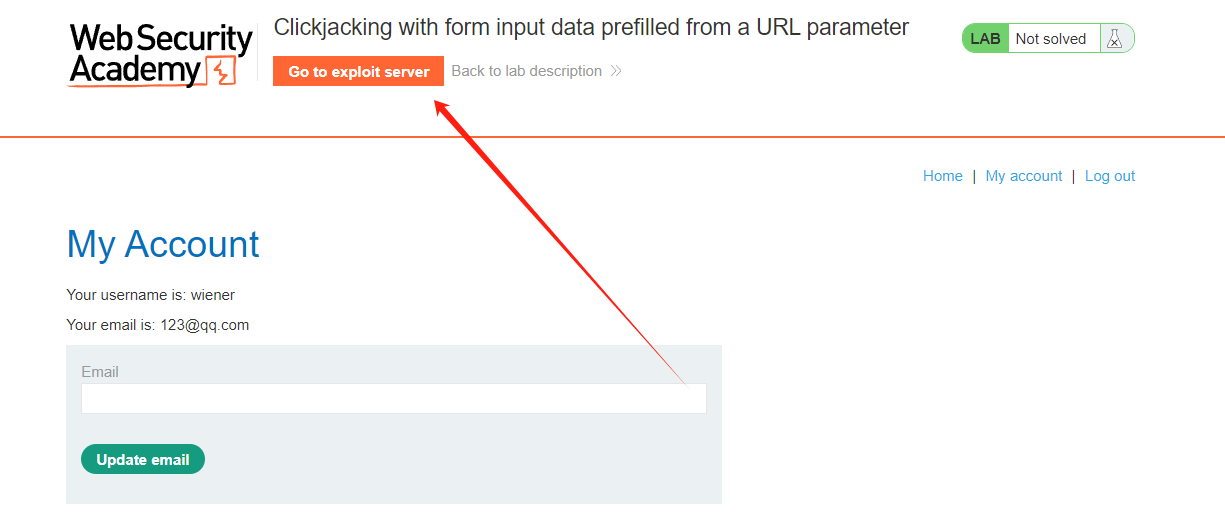 Web Security
Academy
Clickjacking with form input data prefilled from a URL parameter
Go to exploit server
Back to lab description
LAB Not solved
Home | My account | Log out
My Account
Your username is: wiener
Your email is: 123@qq.com
Email
Update email